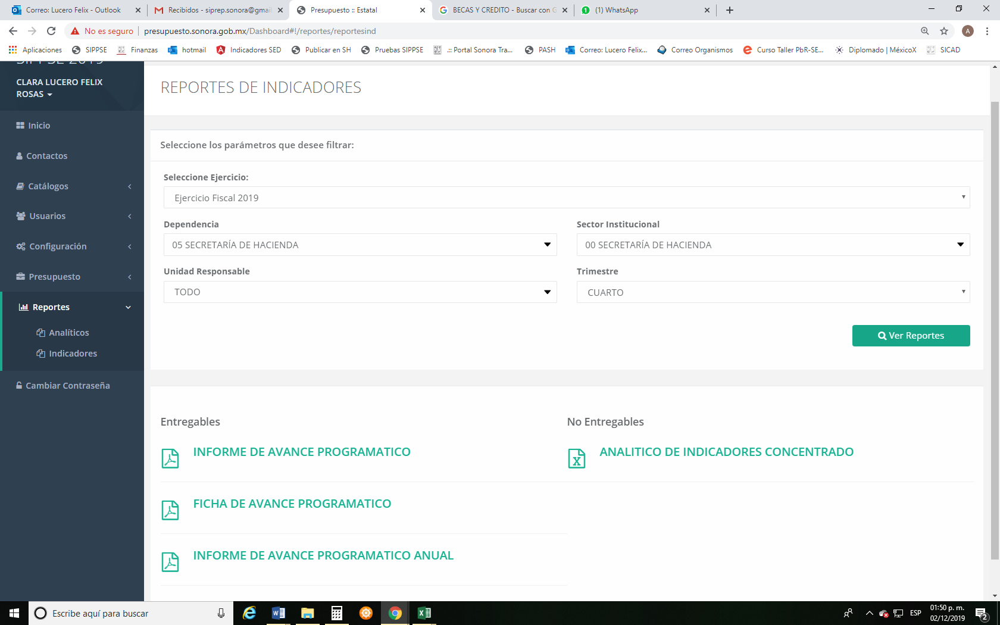 Correo: Lucero Felix - Outlook
Recibidos - siprep.sonora@gmail
Presupuesto :: Estatal
BECAS Y CREDITO - Buscar con G
(1) WhatsApp
No es seguro
presupuesto.sonora.gob.mx/Dashboard#!/reportes/reportesind
A
Aplicaciones
SIPPSE
Finanzas
hotmail
Indicadores SED
Publicar en SH
Pruebas SIPPSE
.:: Portal Sonora Tra...
PASH
Correo: Lucero Felix...
Correo Organismos
Curso Taller PbR-SE...
Diplomado | MéxicoX
SICAD
SIPPSE 2019
CLARA LUCERO FELIX
ROSAS
Inicio
Contactos
Catálogos
Usuarios
Configuración
Presupuesto
Reportes
Analíticos
Indicadores
Cambiar Contraseña
REPORTES DE INDICADORES
Seleccione los parámetros que desee filtrar:
Seleccione Ejercicio:
Ejercicio Fiscal 2019
Dependencia
Sector Institucional
05 SECRETARÍA DE HACIENDA
00 SECRETARÍA DE HACIENDA
Unidad Responsable
Trimestre
TODO
CUARTO
Ver Reportes
Entregables
No Entregables
INFORME DE AVANCE PROGRAMATICO
ANALITICO DE INDICADORES CONCENTRADO
FICHA DE AVANCE PROGRAMATICO
INFORME DE AVANCE PROGRAMATICO ANUAL
Escribe aquí para buscar
ESP
01:50 p. m.
02/12/2019
2